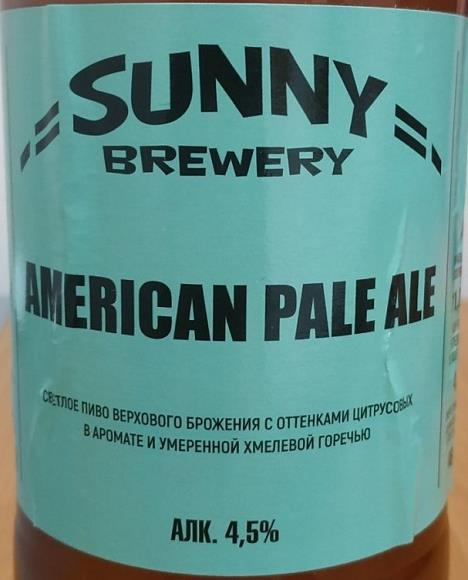 SUNNY
BREWERY
AMERICAN PALE ALE
СВЕТЛОЕ ПИВО ВЕРХОВОГО БРОЖЕНИЯ С ОТТЕНКАМИ ЦИТРУСОВЫХ
В АРОМАТЕ И УМЕРЕННОЙ ХМЕЛЕВОЙ ГОРЕЧЬЮ
АЛК. 4,5%